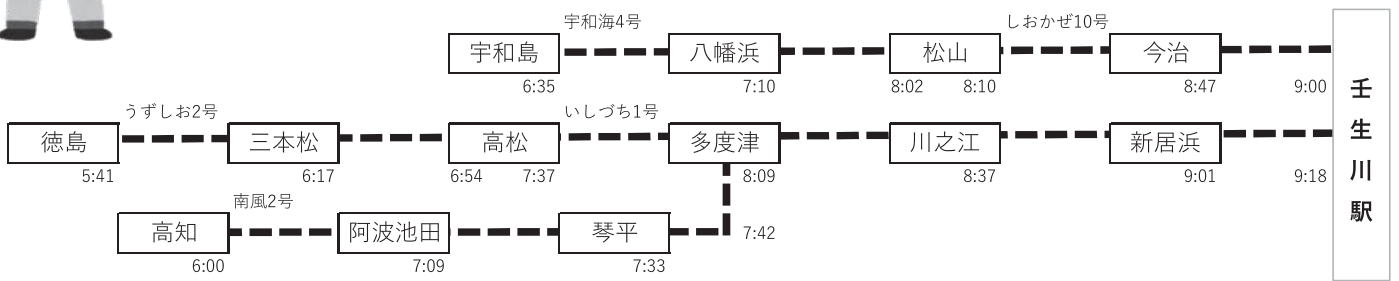 宇和海4号 しおかぜ10号
宇和島 八幡浜 松山 今治
6:35 7:10 8:02 8:10 8:47 9:00
うずしお2号 いしづち1号
徳島 三本松 高松 多度津 川之江 新居浜
5:41 6:17 6:54 7:37 8:09 8:37 9:01 9:18
南風2号
高知 阿波池田 琴平 7:42
6:00 7:09 7:33
壬生川駅